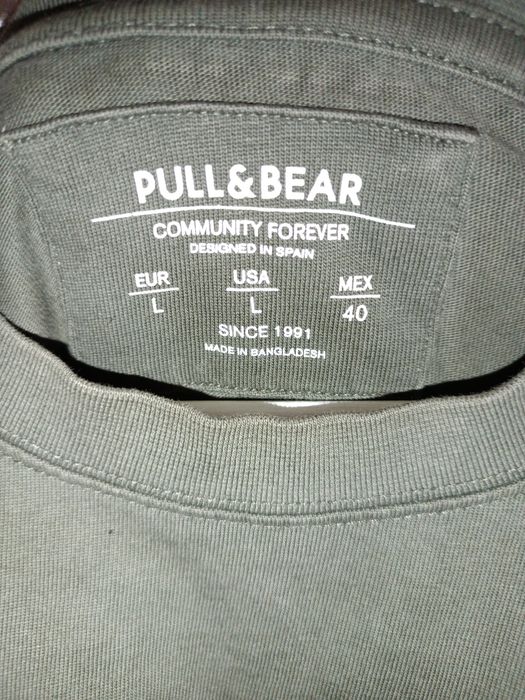 PULL&BEAR
COMMUNITY FOREVER
DESIGNED IN SPAIN
EUR USA MEX
L L 40
SINCE 1991
MADE IN BANGLADESH